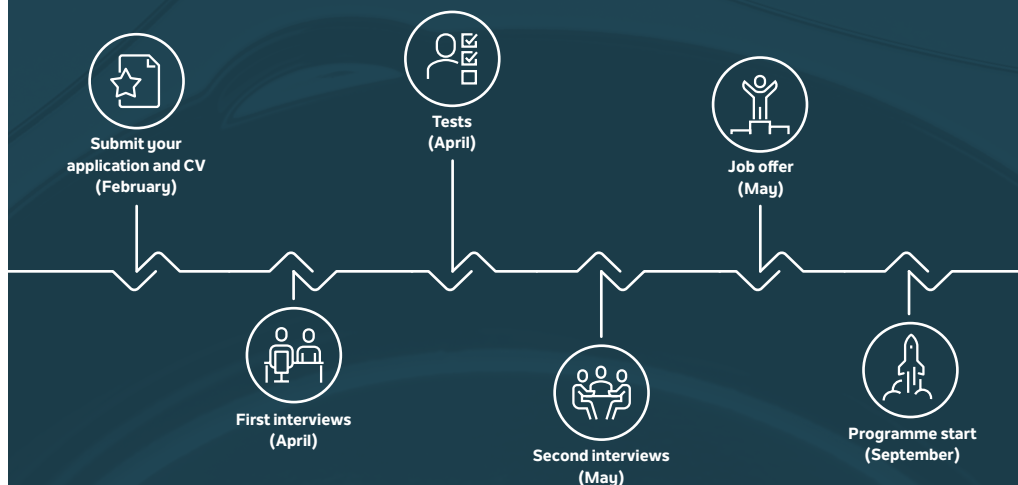 Submit your
application and CV
(February)
First interviews
(April)
Tests
(April)
Second interviews
(May)
Job offer
(May)
Programme start
(September)